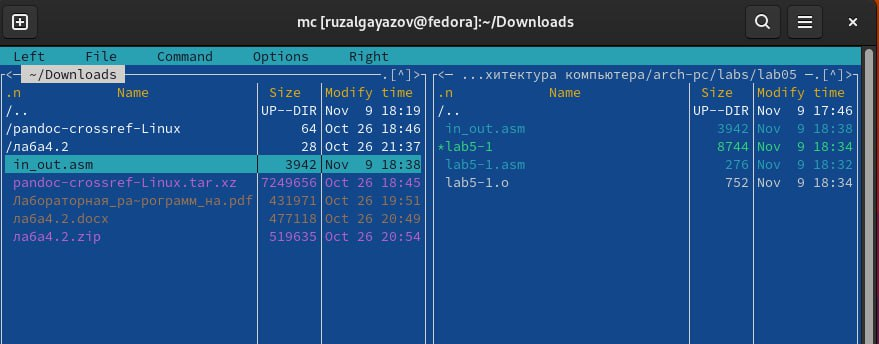 mc [ruzalgayazov@fedora]:~/Downloads
Left File Command Options Right
<─ ~/Downloads ─.[^]>
.n Name Size Modify time
/.. UP--DIR Nov 9 18:19
/pandoc-crossref-Linux 64 Oct 26 18:46
/лаба4.2 28 Oct 26 21:37
in_out.asm 3942 Nov 9 18:38
pandoc-crossref-Linux.tar.xz 7249656 Oct 26 18:45
Лабораторная_ра~рограмм_на.pdf 431971 Oct 26 19:51
лаба4.2.docx 477118 Oct 26 20:49
лаба4.2.zip 519635 Oct 26 20:54
<─ ...хитектура компьютера/arch-pc/labs/lab05 ─.[^]>
.n Name Size Modify time
/.. UP--DIR Nov 9 17:46
in_out.asm 3942 Nov 9 18:38
*lab5-1 8744 Nov 9 18:34
lab5-1.asm 276 Nov 9 18:32
lab5-1.o 752 Nov 9 18:34